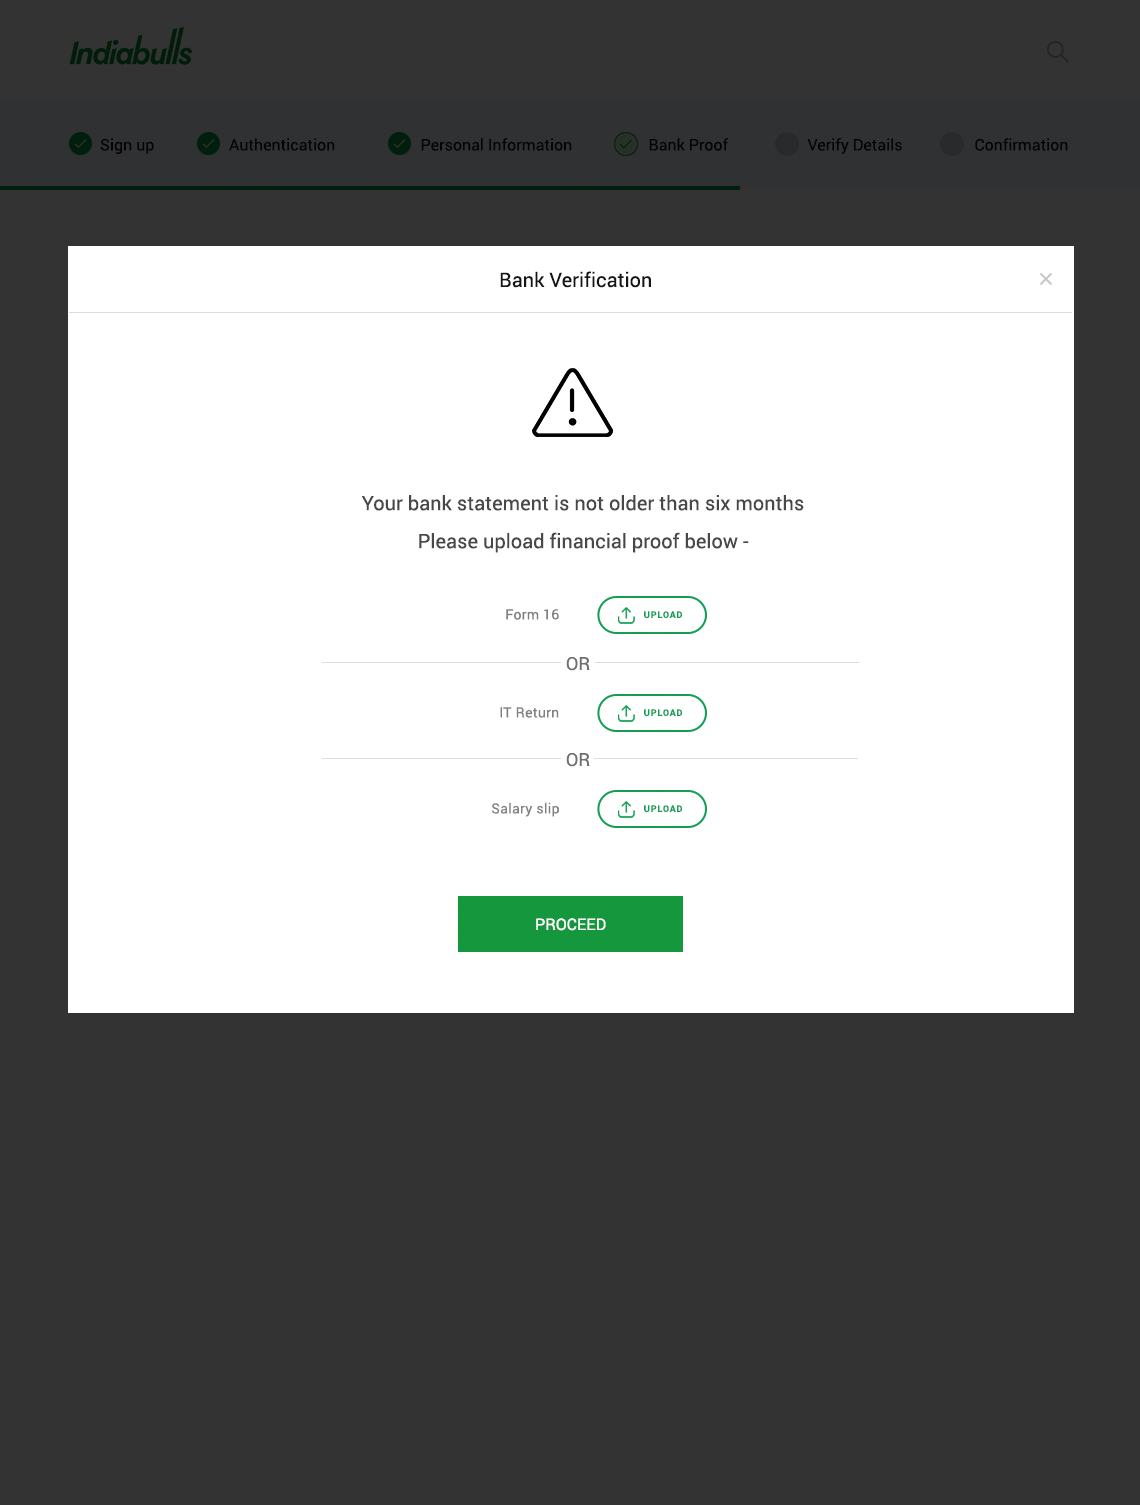 Indiabulls
Sign up Authentication Personal Information Bank Proof Verify Details Confirmation
Bank Verification
Your bank statement is not older than six months
Please upload financial proof below -
Form 16 UPLOAD
OR
IT Return UPLOAD
OR
Salary slip UPLOAD
PROCEED